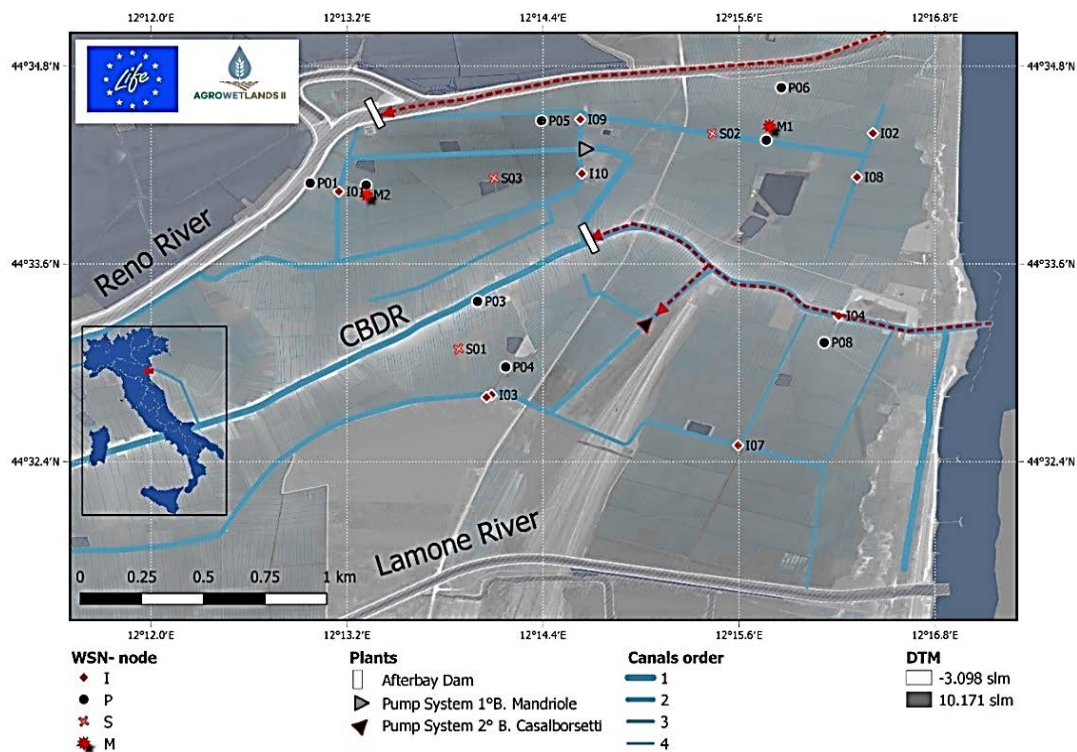 12°12.0'E 12°13.2'E 12°14.4'E 12°15.6'E 12°16.8'E
44°34.8'N 44°34.8'N
Life
AGROWETLANDS II
P06
P05
I09
M1
S02
I02
I10
S03
I08
P01
I01
M2
Reno River
44°33.6'N 44°33.6'N
CBDR
P03
I04
S01
P08
P04
I03
I07
44°32.4'N 44°32.4'N
Lamone River
0 0.25 0.50 0.75 1 km
12°12.0'E 12°13.2'E 12°14.4'E 12°15.6'E 12°16.8'E
WSN- node
I
P
S
M
Plants
Afterbay Dam
Pump System 1°B. Mandriole
Pump System 2° B. Casalborsetti
Canals order
1
2
3
4
DTM
-3.098 slm
10.171 slm